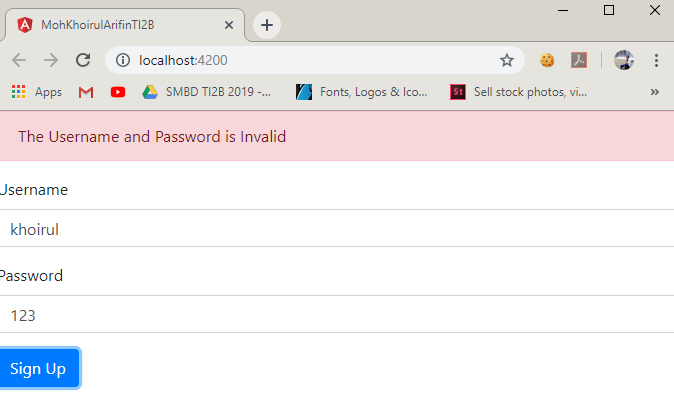 MohKhoirulArifinTI2B
localhost:4200
Apps SMBD TI2B 2019 -... Fonts, Logos & Ico... St Sell stock photos, vi... »
The Username and Password is Invalid
Username
khoirul
Password
123
Sign Up